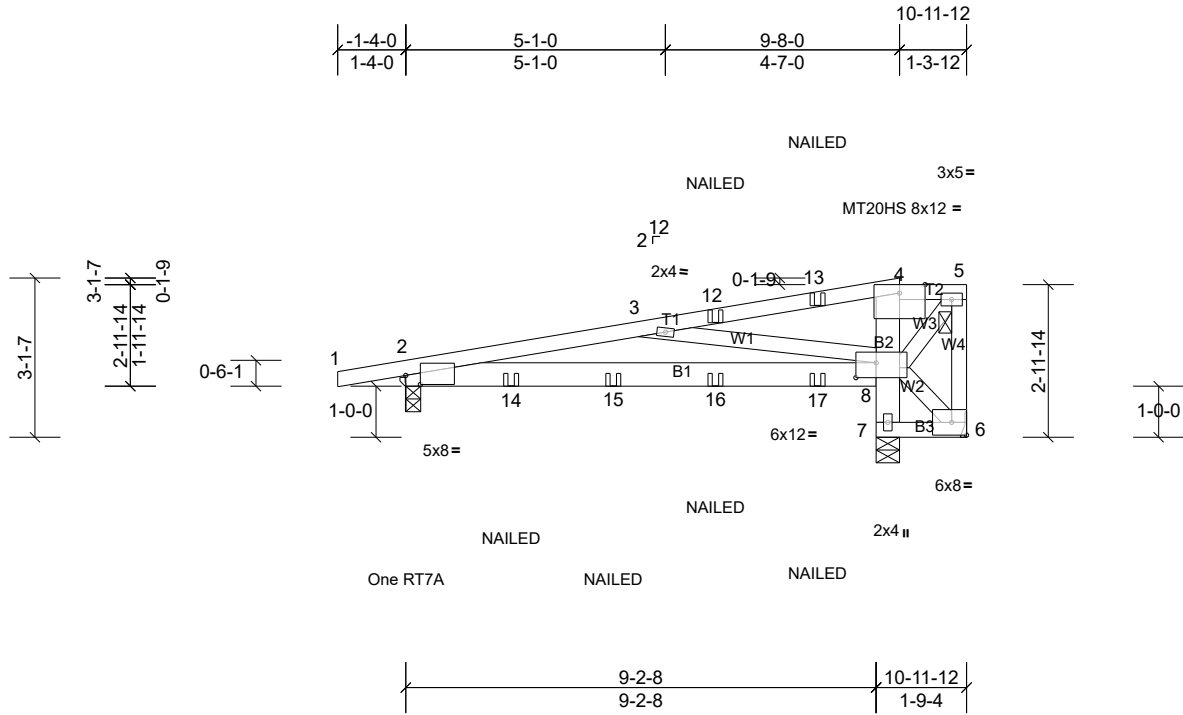 10-11-12
-1-4-0 5-1-0 9-8-0
1-4-0 5-1-0 4-7-0 1-3-12
NAILED
3x5=
NAILED
MT20HS 8x12 =
12
2
2x4=
0-1-9
3-1-7
0-1-9
2-11-14
1-11-14
3-1-7
0-6-1
1-0-0
1
2
3
T1
12
13
4
5
T2
W3
W1
B2
W4
B1
W2
8
14
15
16
17
7
B3
6
2-11-14
1-0-0
5x8=
6x12=
6x8=
NAILED
2x4 II
NAILED
One RT7A
NAILED
NAILED
9-2-8 10-11-12
9-2-8 1-9-4